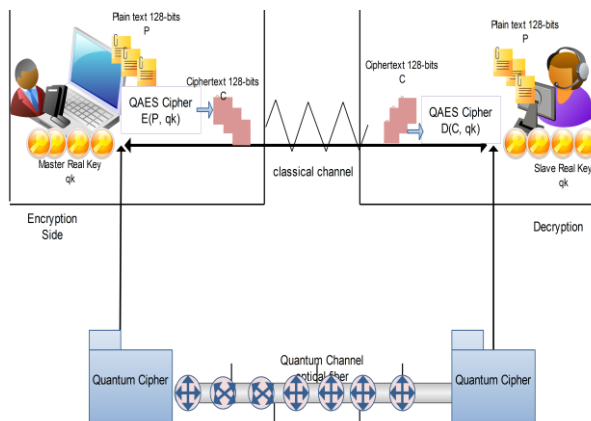 Plain text 128-bits
P
Ciphertext 128-bits
C
QAES Cipher
E(P, qk)
Master Real Key
qk
Encryption
Side
classical channel
Plain text 128-bits
P
Ciphertext 128-bits
C
QAES Cipher
D(C, qk)
Slave Real Key
qk
Decryption
Quantum Cipher
Quantum Channel
optical fiber
Quantum Cipher